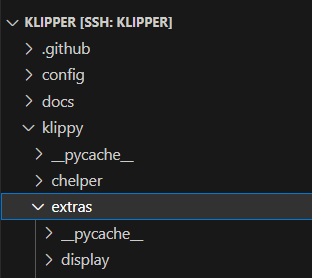 KLIPPER [SSH: KLIPPER]
.github
config
docs
klippy
__pycache__
chelper
extras
__pycache__
display